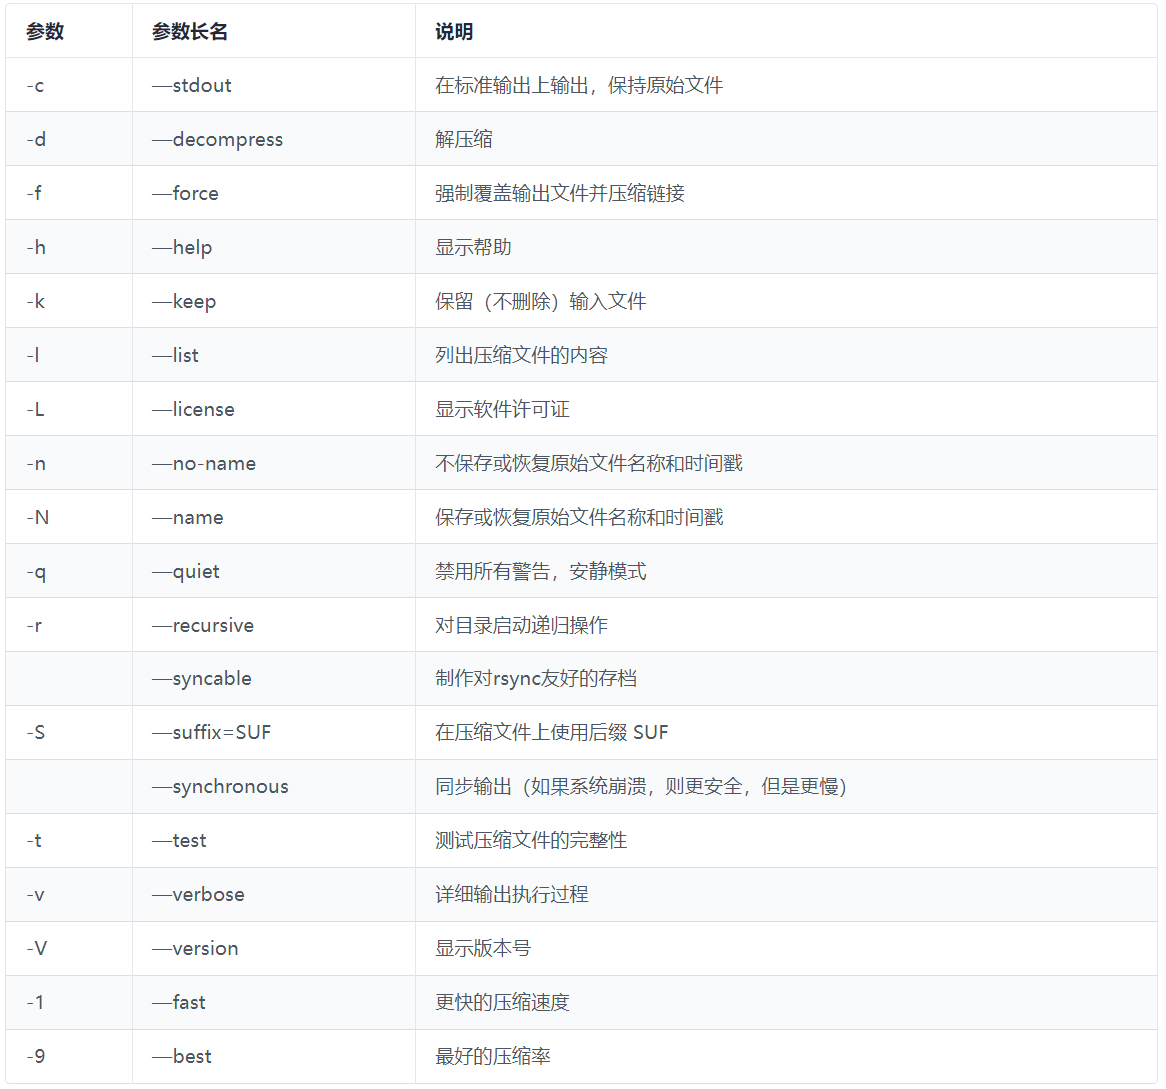 参数 参数长名 说明
-c —stdout 在标准输出上输出，保持原始文件
-d —decompress 解压缩
-f —force 强制覆盖输出文件并压缩链接
-h —help 显示帮助
-k —keep 保留（不删除）输入文件
-l —list 列出压缩文件的内容
-L —license 显示软件许可证
-n —no-name 不保存或恢复原始文件名称和时间戳
-N —name 保存或恢复原始文件名称和时间戳
-q —quiet 禁用所有警告，安静模式
-r —recursive 对目录启动递归操作
—syncable 制作对rsync友好的存档
-S —suffix=SUF 在压缩文件上使用后缀 SUF
—synchronous 同步输出（如果系统崩溃，则更安全，但是更慢）
-t —test 测试压缩文件的完整性
-v —verbose 详细输出执行过程
-V —version 显示版本号
-1 —fast 更快的压缩速度
-9 —best 最好的压缩率